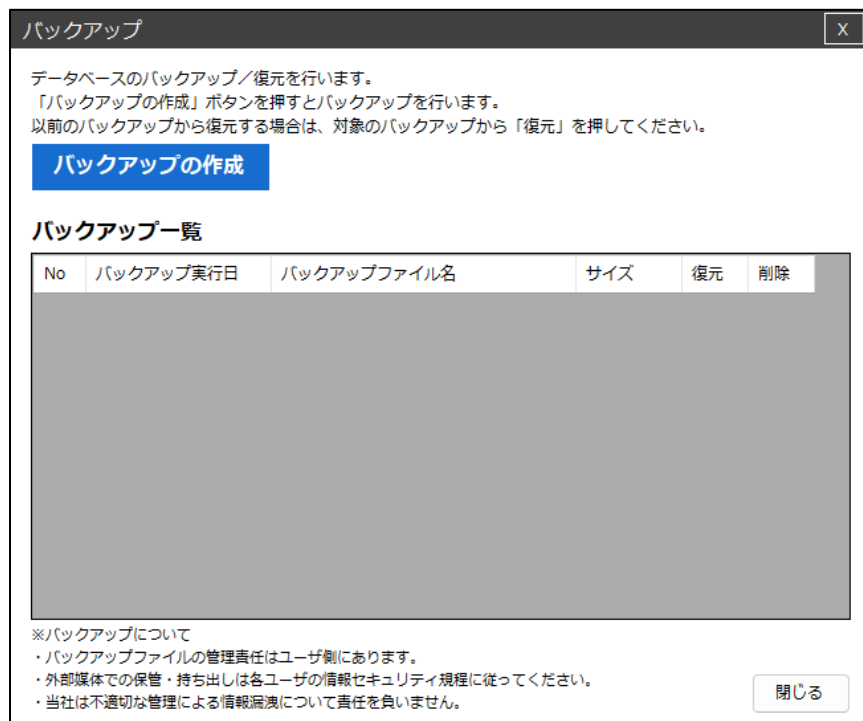 バックアップ
X
データベースのバックアップ／復元を行います。
「バックアップの作成」ボタンを押すとバックアップを行います。
以前のバックアップから復元する場合は、対象のバックアップから「復元」を押してください。
バックアップの作成
バックアップ一覧
No バックアップ実行日 バックアップファイル名 サイズ 復元 削除
※バックアップについて
・バックアップファイルの管理責任はユーザ側にあります。
・外部媒体での保管・持ち出しは各ユーザの情報セキュリティ規程に従ってください。
・当社は不適切な管理による情報漏洩について責任を負いません。
閉じる